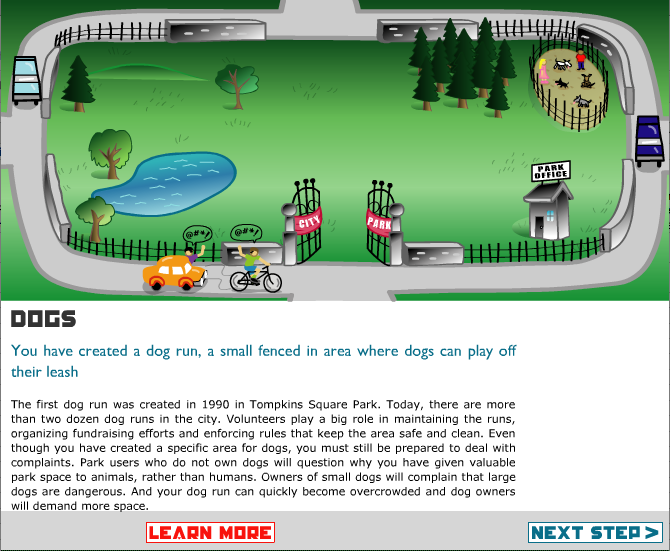 PARK
OFFICE
CITY
PARK
@#*!
@#*!
DOGS
You have created a dog run, a small fenced in area where dogs can play off
their leash
The first dog run was created in 1990 in Tompkins Square Park. Today, there are more
than two dozen dog runs in the city. Volunteers play a big role in maintaining the runs,
organizing fundraising efforts and enforcing rules that keep the area safe and clean. Even
though you have created a specific area for dogs, you must still be prepared to deal with
complaints. Park users who do not own dogs will question why you have given valuable
park space to animals, rather than humans. Owners of small dogs will complain that large
dogs are dangerous. And your dog run can quickly become overcrowded and dog owners
will demand more space.
LEARN MORE
NEXT STEP >